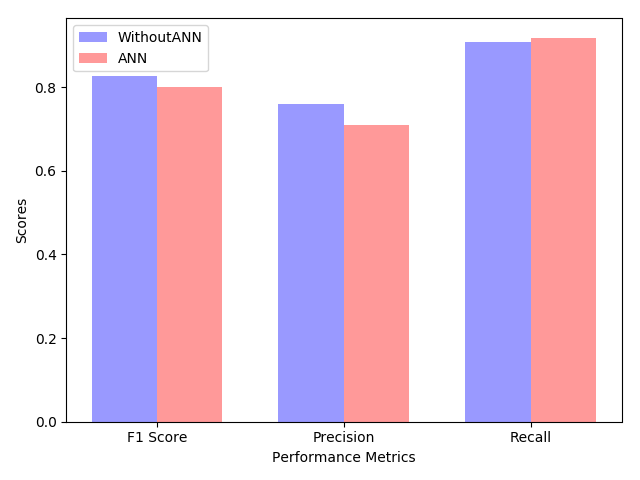 WithoutANN
ANN
0.8
0.6
0.4
0.2
0.0
Scores
F1 Score
Precision
Recall
Performance Metrics